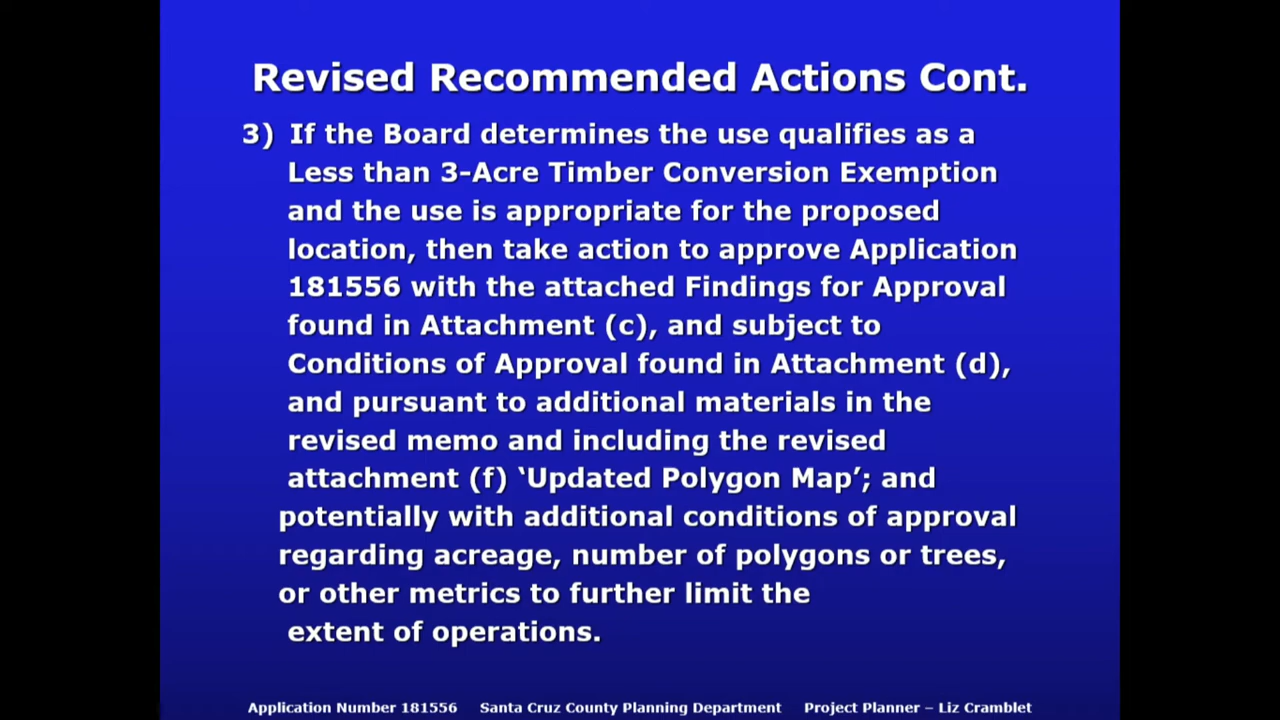 Revised Recommended Actions Cont.
3) If the Board determines the use qualifies as a
Less than 3-Acre Timber Conversion Exemption
and the use is appropriate for the proposed
location, then take action to approve Application
181556 with the attached Findings for Approval
found in Attachment (c), and subject to
Conditions of Approval found in Attachment (d),
and pursuant to additional materials in the
revised memo and including the revised
attachment (f) ‘Updated Polygon Map’; and
potentially with additional conditions of approval
regarding acreage, number of polygons or trees,
or other metrics to further limit the
extent of operations.
Application Number 181556 Santa Cruz County Planning Department Project Planner – Liz Cramblet